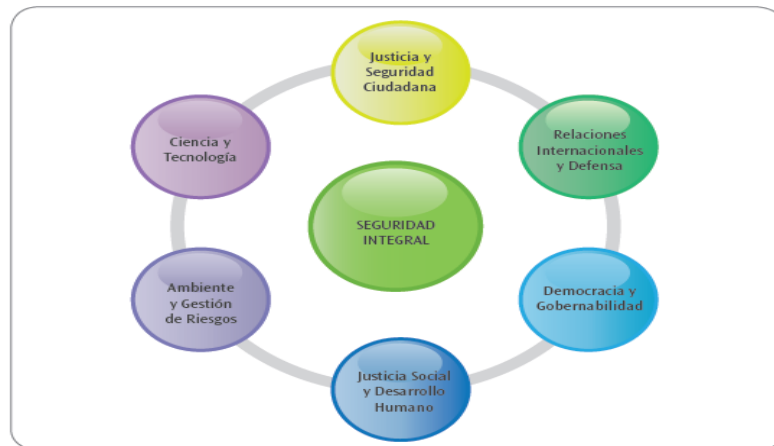 Justicia y
Seguridad
Ciudadana
Relaciones
Internacionales
y Defensa
Democracia y
Gobernabilidad
Justicia Social
y Desarrollo
Humano
Ambiente
y Gestión
de Riesgos
Ciencia y
Tecnología
SEGURIDAD
INTEGRAL